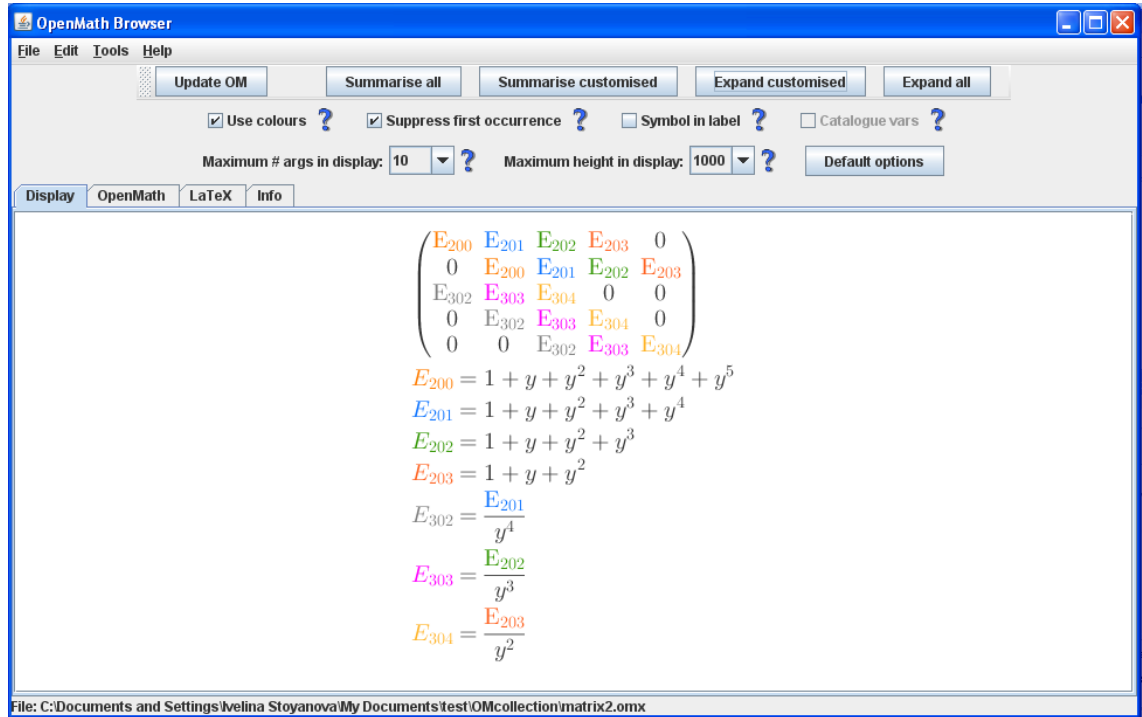 OpenMath Browser
File Edit Tools Help
Update OM Summarise all Summarise customised Expand customised Expand all
Use colours ? Suppress first occurrence ? Symbol in label ? Catalogue vars ?
Maximum # args in display: 10 ? Maximum height in display: 1000 ? Default options
Display OpenMath LaTeX Info
E₂₀₀ E₂₀₁ E₂₀₂ E₂₀₃ 0
0 E₂₀₀ E₂₀₁ E₂₀₂ E₂₀₃
E₃₀₂ E₃₀₃ E₃₀₄ 0 0
0 E₃₀₂ E₃₀₃ E₃₀₄ 0
0 0 E₃₀₂ E₃₀₃ E₃₀₄
E₂₀₀ = 1 + y + y² + y³ + y⁴ + y⁵
E₂₀₁ = 1 + y + y² + y³ + y⁴
E₂₀₂ = 1 + y + y² + y³
E₂₀₃ = 1 + y + y²
E₃₀₂ = E₂₀₁ / y⁴
E₃₀₃ = E₂₀₂ / y³
E₃₀₄ = E₂₀₃ / y²
File: C:\Documents and Settings\Ivelina Stoyanova\My Documents\test\OMcollection\matrix2.omx